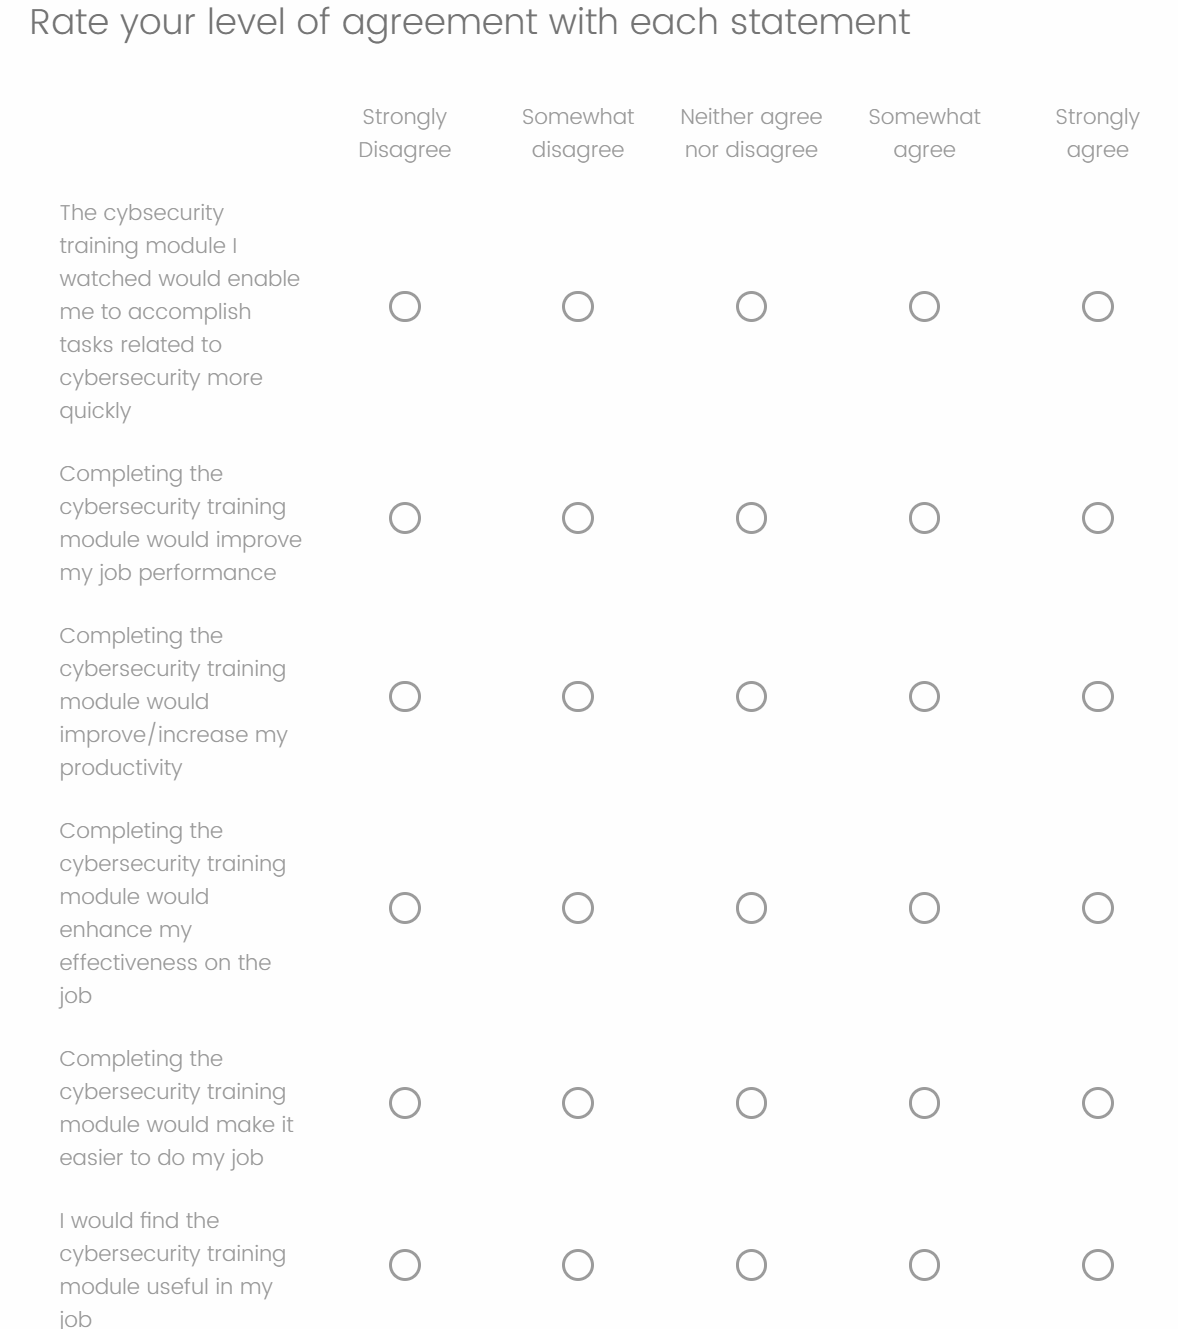 Rate your level of agreement with each statement
Strongly Disagree
Somewhat disagree
Neither agree nor disagree
Somewhat agree
Strongly agree
The cybsecurity
training module I
watched would enable
me to accomplish
tasks related to
cybersecurity more
quickly
Completing the
cybersecurity training
module would improve
my job performance
Completing the
cybersecurity training
module would
improve/increase my
productivity
Completing the
cybersecurity training
module would
enhance my
effectiveness on the
job
Completing the
cybersecurity training
module would make it
easier to do my job
I would find the
cybersecurity training
module useful in my
job